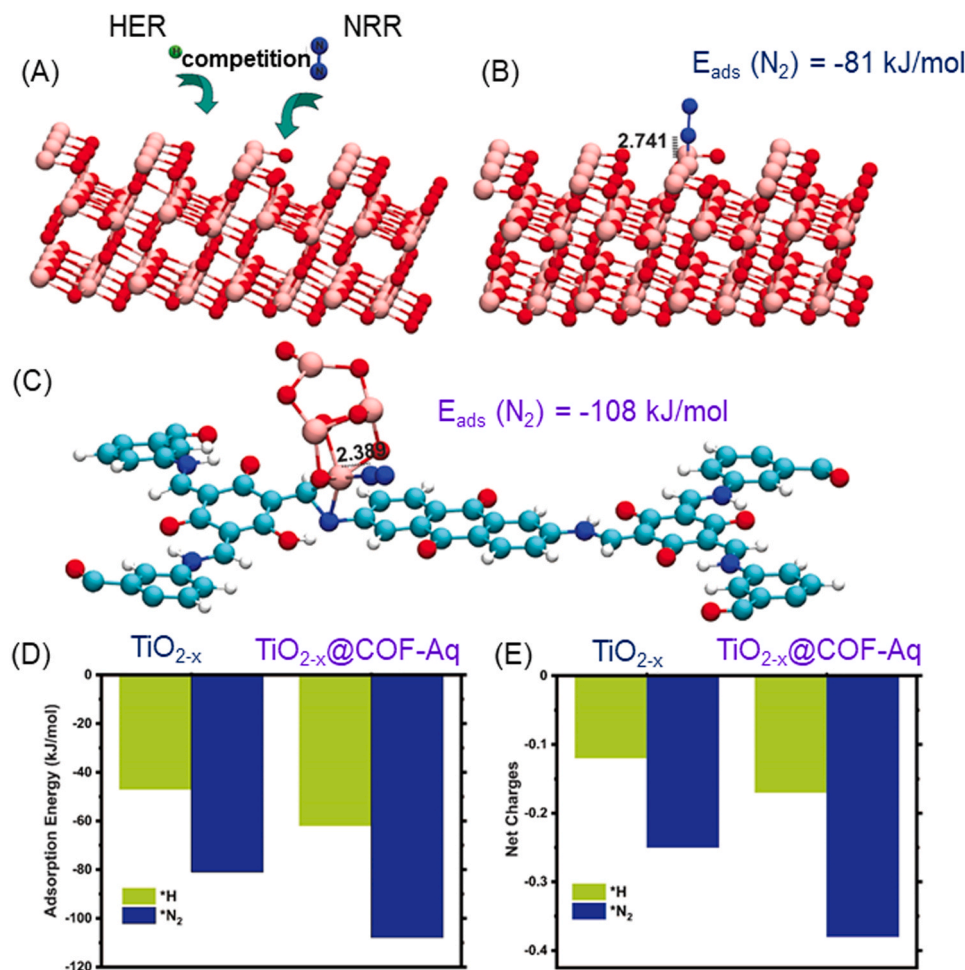 HER
NRR
H
competition
N
N
(A)
(B)
E_ads (N₂) = -81 kJ/mol
2.741
(C)
E_ads (N₂) = -108 kJ/mol
2.389
(D)
TiO₂₋ₓ
TiO₂₋ₓ@COF-Aq
0
-20
-40
-60
-80
-100
-120
Adsorption Energy (kJ/mol)
*H
*N₂
(E)
TiO₂₋ₓ
TiO₂₋ₓ@COF-Aq
0
-0.1
-0.2
-0.3
-0.4
Net Charges
*H
*N₂